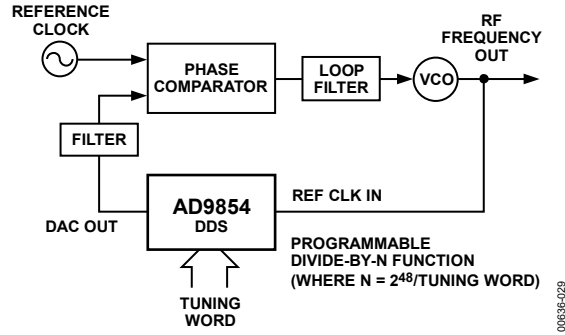 REFERENCE
CLOCK
PHASE
COMPARATOR
LOOP
FILTER
VCO
RF
FREQUENCY
OUT
FILTER
DAC OUT
AD9854
DDS
REF CLK IN
TUNING
WORD
PROGRAMMABLE
DIVIDE-BY-N FUNCTION
(WHERE N = 2⁴⁸/TUNING WORD)
00636-029